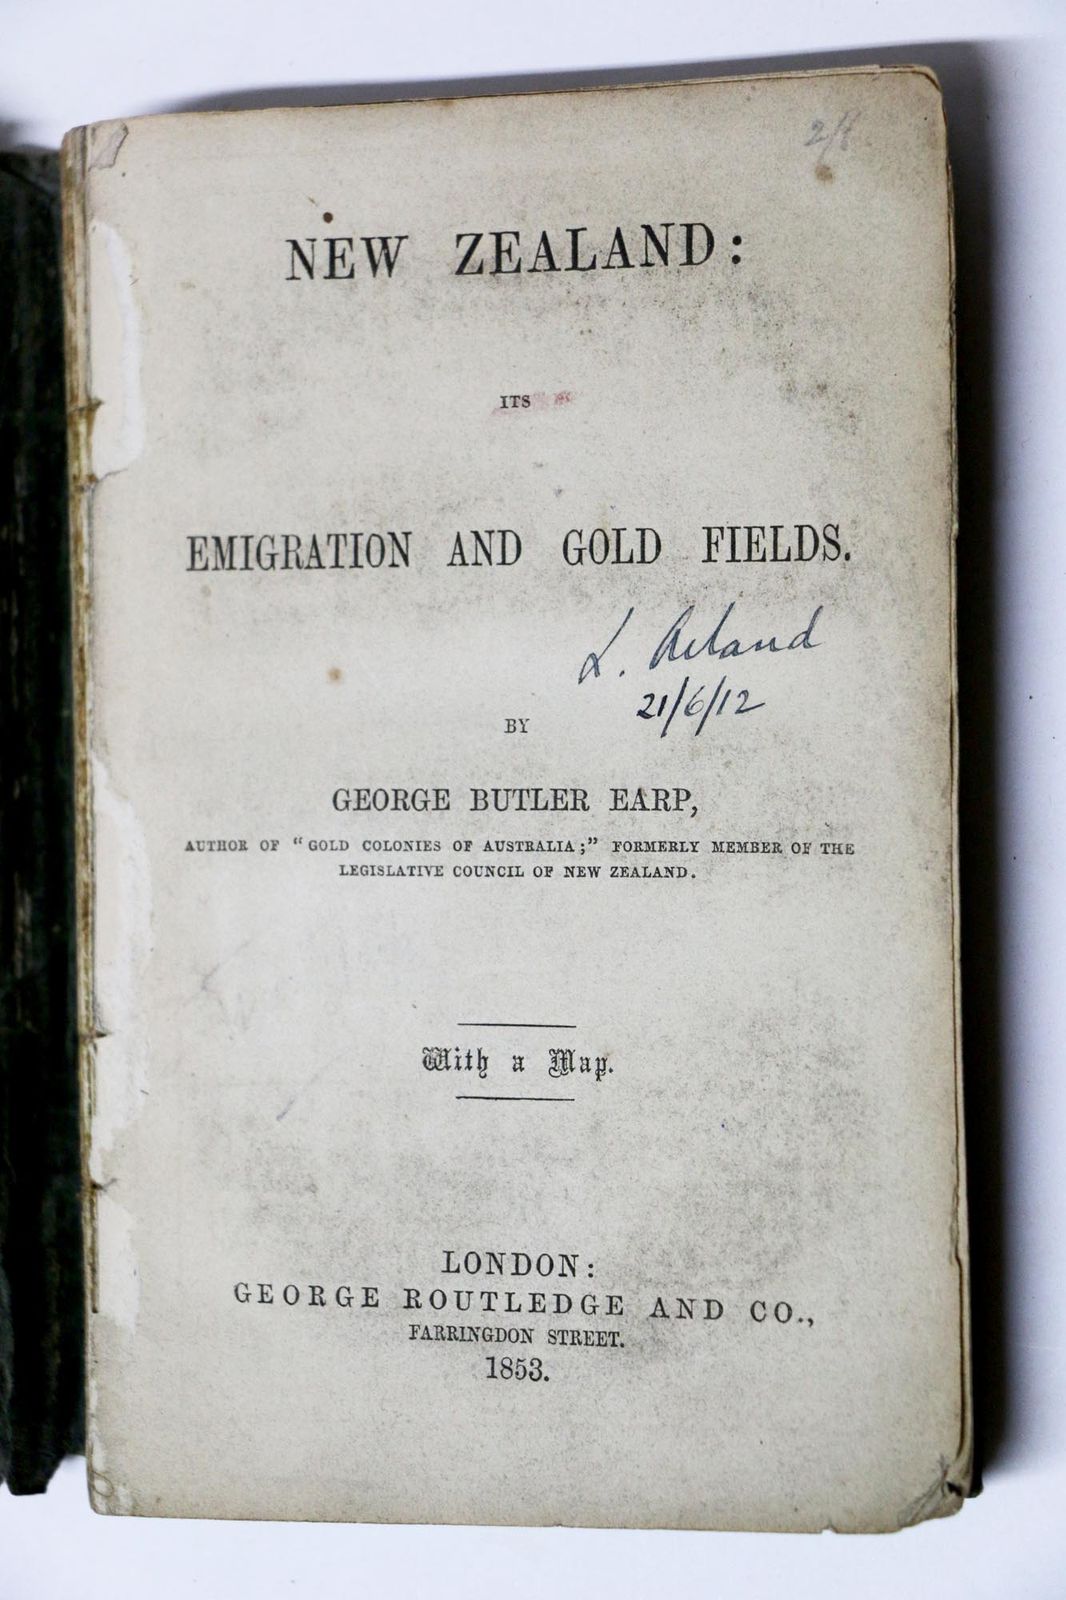 2/6
NEW ZEALAND:
ITS
EMIGRATION AND GOLD FIELDS.
L.
21/6/12
BY
GEORGE BUTLER EARP,
AUTHOR OF "GOLD COLONIES OF AUSTRALIA;" FORMERLY MEMBER OF THE
LEGISLATIVE COUNCIL OF NEW ZEALAND.
With a Map.
LONDON:
GEORGE ROUTLEDGE AND CO.,
FARRINGDON STREET.
1853.